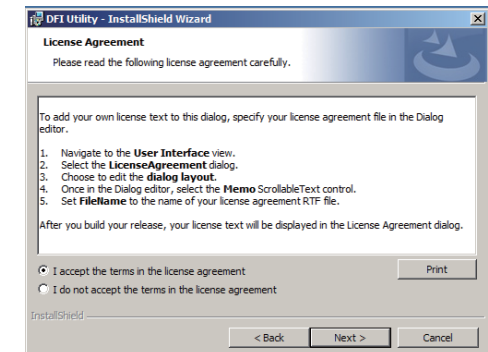 DFI Utility - InstallShield Wizard
License Agreement
Please read the following license agreement carefully.
To add your own license text to this dialog, specify your license agreement file in the Dialog
editor.
1. Navigate to the User Interface view.
2. Select the LicenseAgreement dialog.
3. Choose to edit the dialog layout.
4. Once in the Dialog editor, select the Memo ScrollableText control.
5. Set FileName to the name of your license agreement RTF file.
After you build your release, your license text will be displayed in the License Agreement dialog.
I accept the terms in the license agreement
Print
I do not accept the terms in the license agreement
InstallShield
< Back Next > Cancel